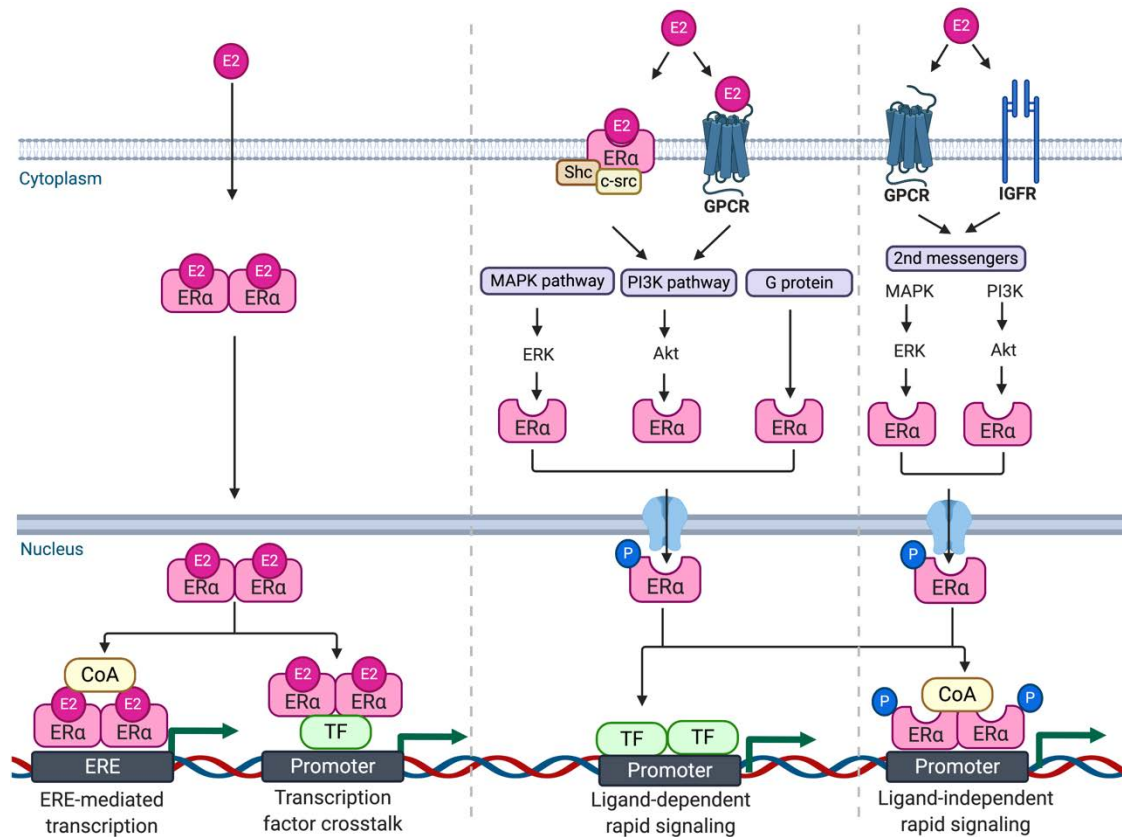 E2
E2
E2
E2
E2
ERα
Shc
c-src
GPCR
GPCR
IGFR
Cytoplasm
E2
E2
ERα
ERα
MAPK pathway
PI3K pathway
G protein
2nd messengers
MAPK
PI3K
ERK
Akt
ERK
Akt
ERα
ERα
ERα
ERα
ERα
Nucleus
E2
E2
ERα
ERα
P
ERα
P
ERα
CoA
E2
E2
ERα
ERα
E2
E2
ERα
ERα
TF
TF
TF
CoA
P
P
ERα
ERα
ERE
Promoter
Promoter
Promoter
ERE-mediated
transcription
Transcription
factor crosstalk
Ligand-dependent
rapid signaling
Ligand-independent
rapid signaling